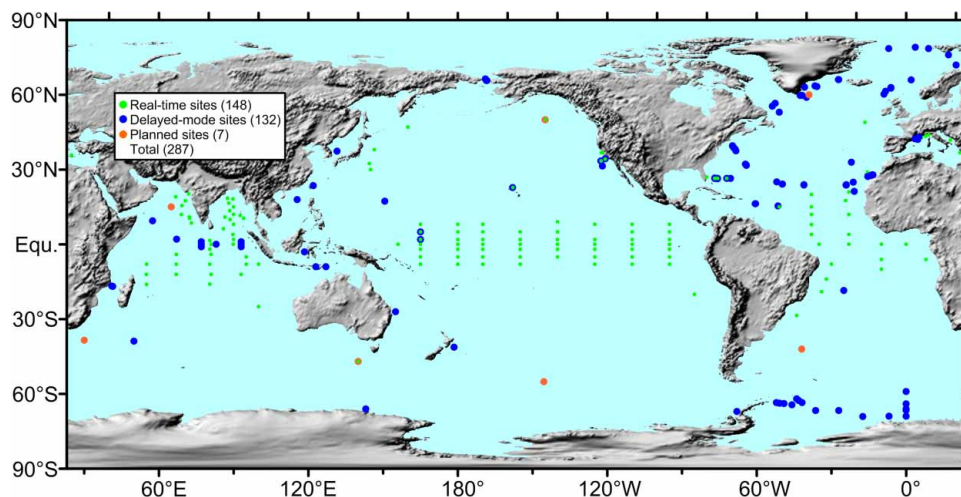 90°N
60°N
Real-time sites (148)
Delayed-mode sites (132)
Planned sites (7)
Total (287)
30°N
Equ.
30°S
60°S
90°S
60°E 120°E 180° 120°W 60°W 0°